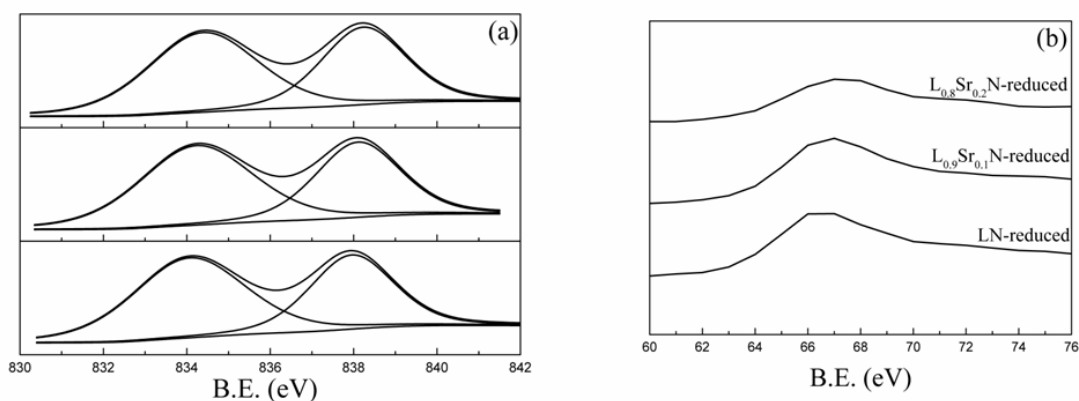 (a)
830 832 834 836 838 840 842
B.E. (eV)
(b)
L0.8Sr0.2N-reduced
L0.9Sr0.1N-reduced
LN-reduced
60 62 64 66 68 70 72 74 76
B.E. (eV)